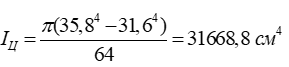 I_Ц = π(35,8⁴ − 31,6⁴) / 64 = 31668,8 см⁴